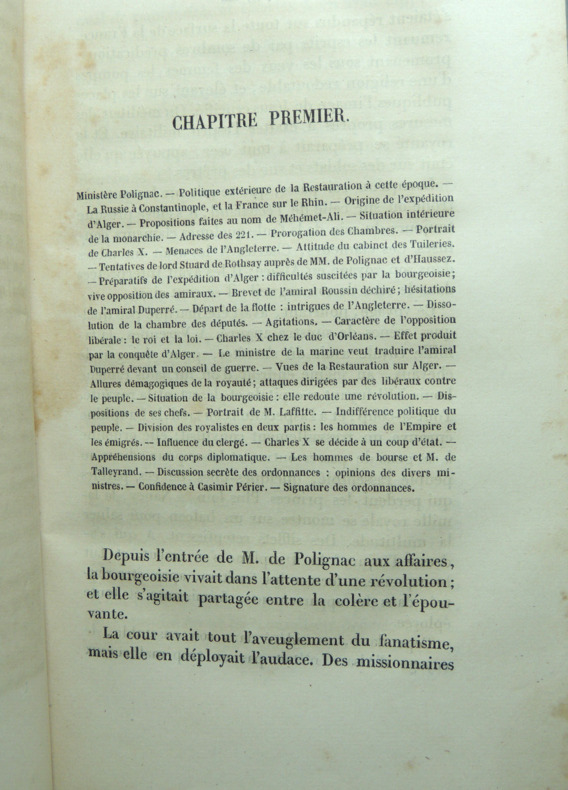 CHAPITRE PREMIER.
Ministère Polignac. — Politique extérieure de la Restauration à cette époque. —
La Russie à Constantinople, et la France sur le Rhin. — Origine de l'expédition
d'Alger. — Propositions faites au nom de Méhémet-Ali. — Situation intérieure
de la monarchie. — Adresse des 221. — Prorogation des Chambres. — Portrait
de Charles X. — Menaces de l'Angleterre. — Attitude du cabinet des Tuileries.
— Tentatives de lord Stuard de Rothsay auprès de MM. de Polignac et d'Haussez.
— Préparatifs de l'expédition d'Alger : difficultés suscitées par la bourgeoisie;
vive opposition des amiraux. — Brevet de l'amiral Roussin déchiré; hésitations
de l'amiral Duperré. — Départ de la flotte : intrigues de l'Angleterre. — Disso-
lution de la chambre des députés. — Agitations. — Caractère de l'opposition
libérale : le roi et la loi. — Charles X chez le duc d'Orléans. — Effet produit
par la conquête d'Alger. — Le ministre de la marine veut traduire l'amiral
Duperré devant un conseil de guerre. — Vues de la Restauration sur Alger. —
Allures démagogiques de la royauté; attaques dirigées par des libéraux contre
le peuple. — Situation de la bourgeoisie : elle redoute une révolution. — Dis-
positions de ses chefs. — Portrait de M. Laffitte. — Indifférence politique du
peuple. — Division des royalistes en deux partis : les hommes de l'Empire et
les émigrés. — Influence du clergé. — Charles X se décide à un coup d'état. —
Appréhensions du corps diplomatique. — Les hommes de bourse et M. de
Talleyrand. — Discussion secrète des ordonnances : opinions des divers mi-
nistres. — Confidence à Casimir Périer. — Signature des ordonnances.
Depuis l'entrée de M. de Polignac aux affaires,
la bourgeoisie vivait dans l'attente d'une révolution;
et elle s'agitait partagée entre la colère et l'épou-
vante.
La cour avait tout l'aveuglement du fanatisme,
mais elle en déployait l'audace. Des missionnaires